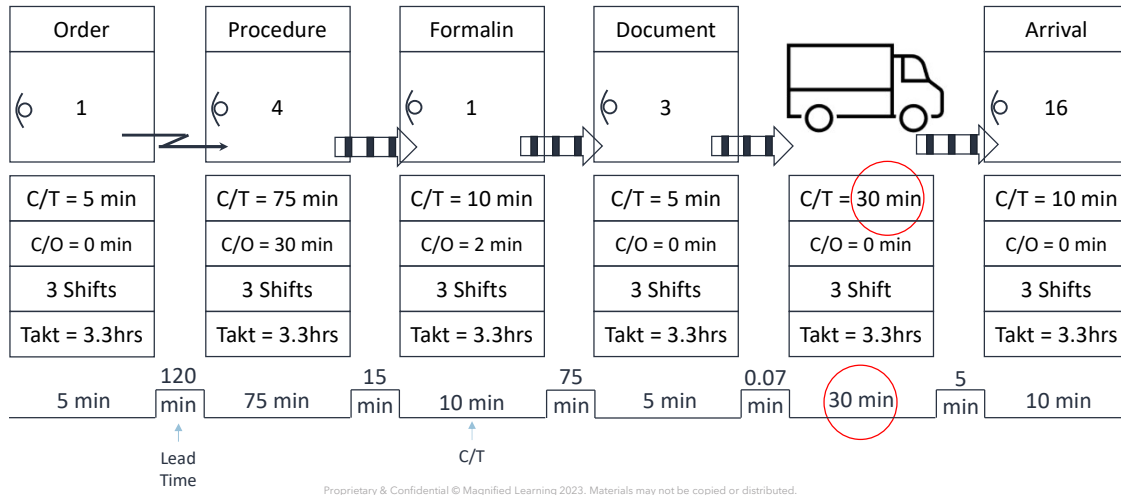 Order
Procedure
Formalin
Document
Arrival
1
4
1
3
16
C/T = 5 min
C/T = 75 min
C/T = 10 min
C/T = 5 min
C/T = 30 min
C/T = 10 min
C/O = 0 min
C/O = 30 min
C/O = 2 min
C/O = 0 min
C/O = 0 min
C/O = 0 min
3 Shifts
3 Shifts
3 Shifts
3 Shifts
3 Shift
3 Shifts
Takt = 3.3hrs
Takt = 3.3hrs
Takt = 3.3hrs
Takt = 3.3hrs
Takt = 3.3hrs
Takt = 3.3hrs
5 min
120
min
75 min
15
min
10 min
75
min
5 min
0.07
min
30 min
5
min
10 min
Lead
Time
C/T
Proprietary & Confidential © Magnified Learning 2023. Materials may not be copied or distributed.